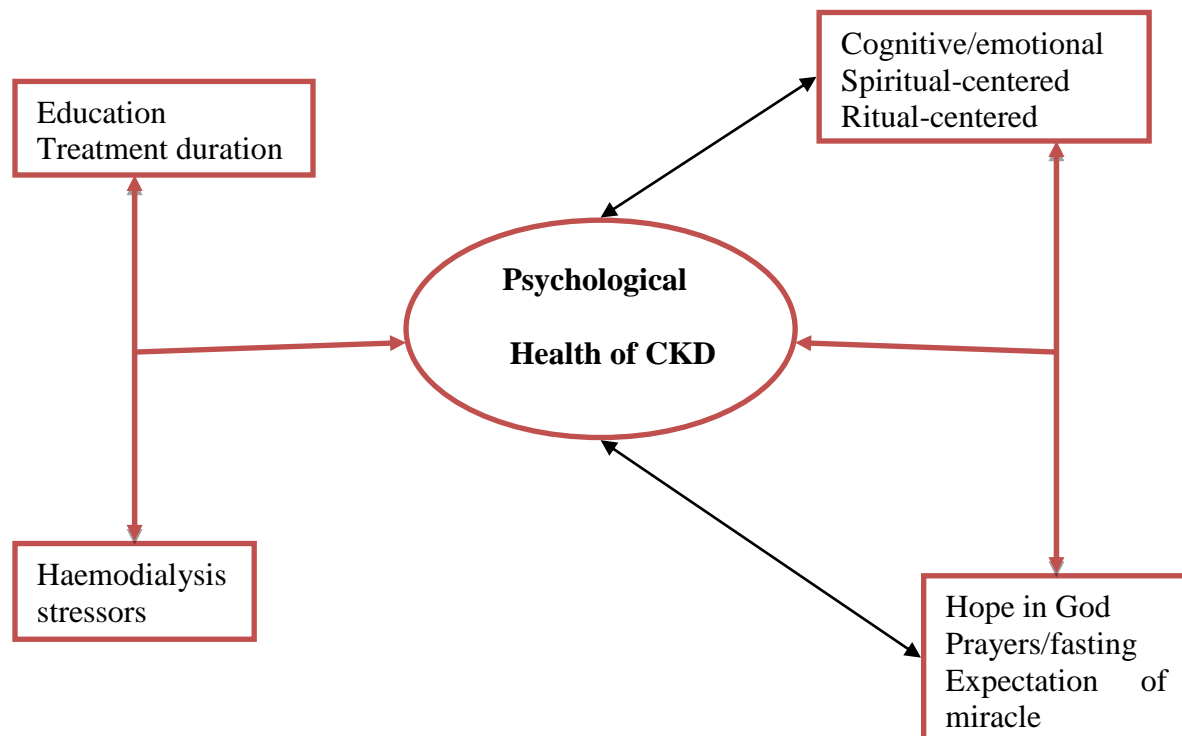 Cognitive/emotional
Spiritual-centered
Ritual-centered
Education
Treatment duration
Psychological
Health of CKD
Haemodialysis
stressors
Hope in God
Prayers/fasting
Expectation of
miracle